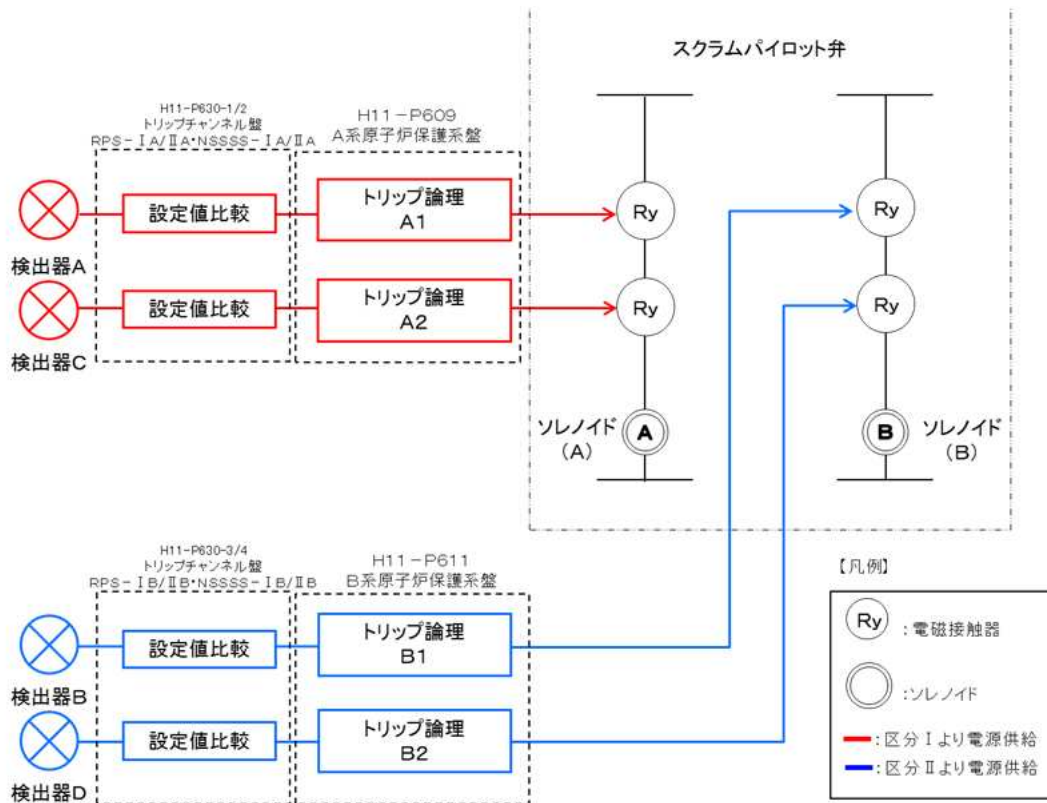 スクラムパイロット弁
H11-P630-1/2
トリップチャンネル盤
RPS-ⅠA/ⅡA・NSSSS-ⅠA/ⅡA
H11-P609
A系原子炉保護系盤
検出器A
設定値比較
トリップ論理
A1
Ry
Ry
検出器C
設定値比較
トリップ論理
A2
Ry
Ry
ソレノイド
(A)
A
B
ソレノイド
(B)
H11-P630-3/4
トリップチャンネル盤
RPS-ⅠB/ⅡB・NSSSS-ⅠB/ⅡB
H11-P611
B系原子炉保護系盤
検出器B
設定値比較
トリップ論理
B1
検出器D
設定値比較
トリップ論理
B2
【凡例】
Ry
:電磁接触器
:ソレノイド
:区分Ⅰより電源供給
:区分Ⅱより電源供給